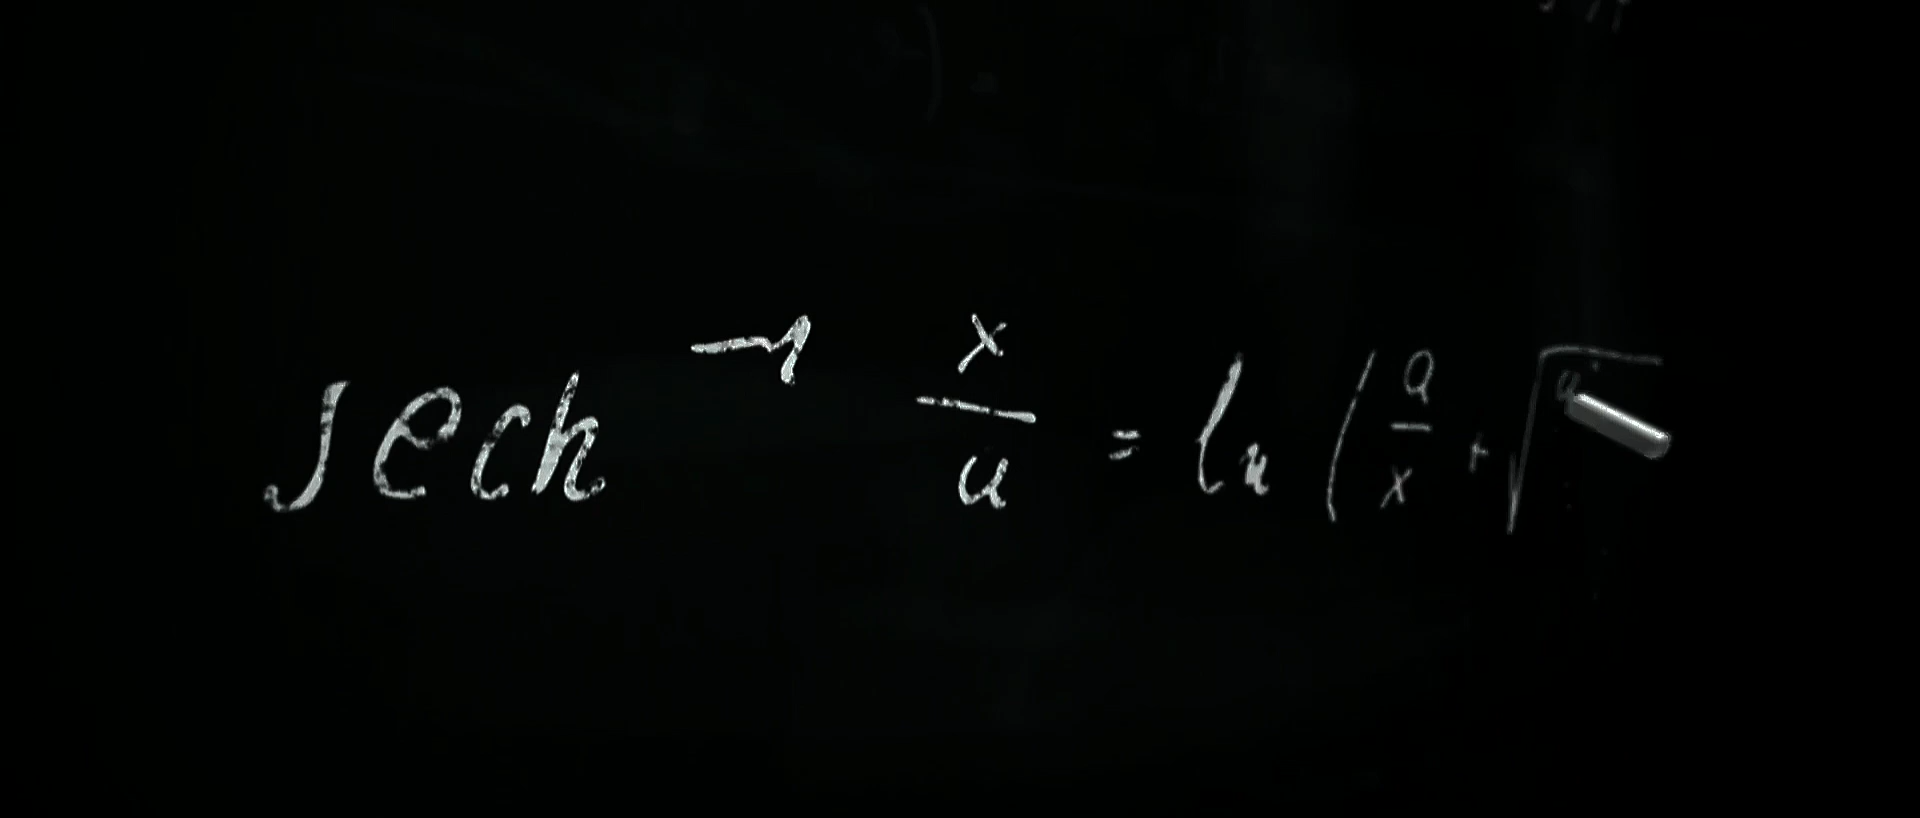 sech⁻¹ x/a = ln (a/x + √a